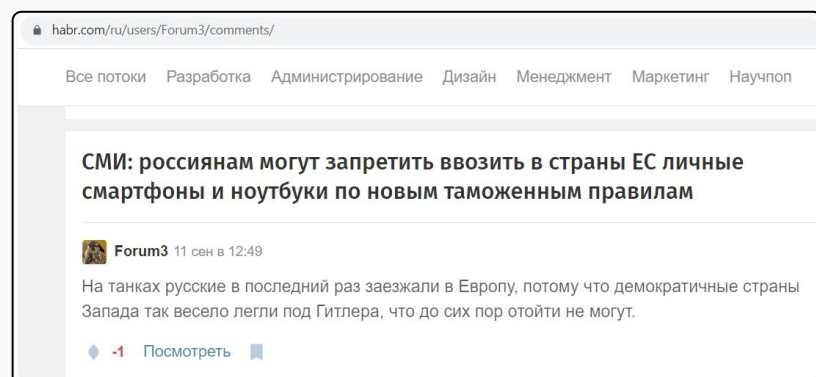 habr.com/ru/users/Forum3/comments/
Все потоки Разработка Администрирование Дизайн Менеджмент Маркетинг Научпоп
СМИ: россиянам могут запретить ввозить в страны ЕС личные
смартфоны и ноутбуки по новым таможенным правилам
Forum3 11 сен в 12:49
На танках русские в последний раз заезжали в Европу, потому что демократичные страны
Запада так весело легли под Гитлера, что до сих пор отойти не могут.
-1 Посмотреть